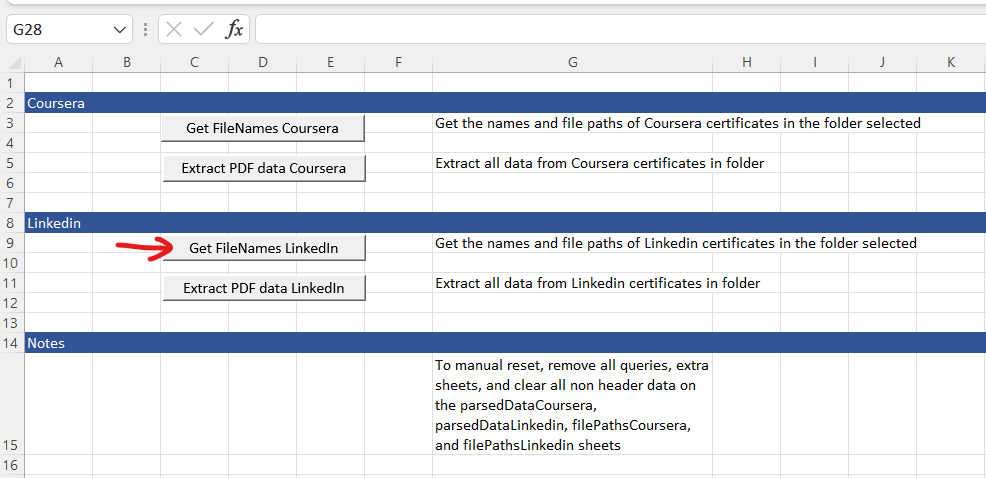 G28
fx
A B C D E F G H I J K
1
2 Coursera
3 Get FileNames Coursera Get the names and file paths of Coursera certificates in the folder selected
4
5 Extract PDF data Coursera Extract all data from Coursera certificates in folder
6
7
8 Linkedin
9 Get FileNames LinkedIn Get the names and file paths of Linkedin certificates in the folder selected
10
11 Extract PDF data LinkedIn Extract all data from Linkedin certificates in folder
12
13
14 Notes
To manual reset, remove all queries, extra
sheets, and clear all non header data on
the parsedDataCoursera,
parsedDataLinkedin, filePathsCoursera,
15 and filePathsLinkedin sheets
16